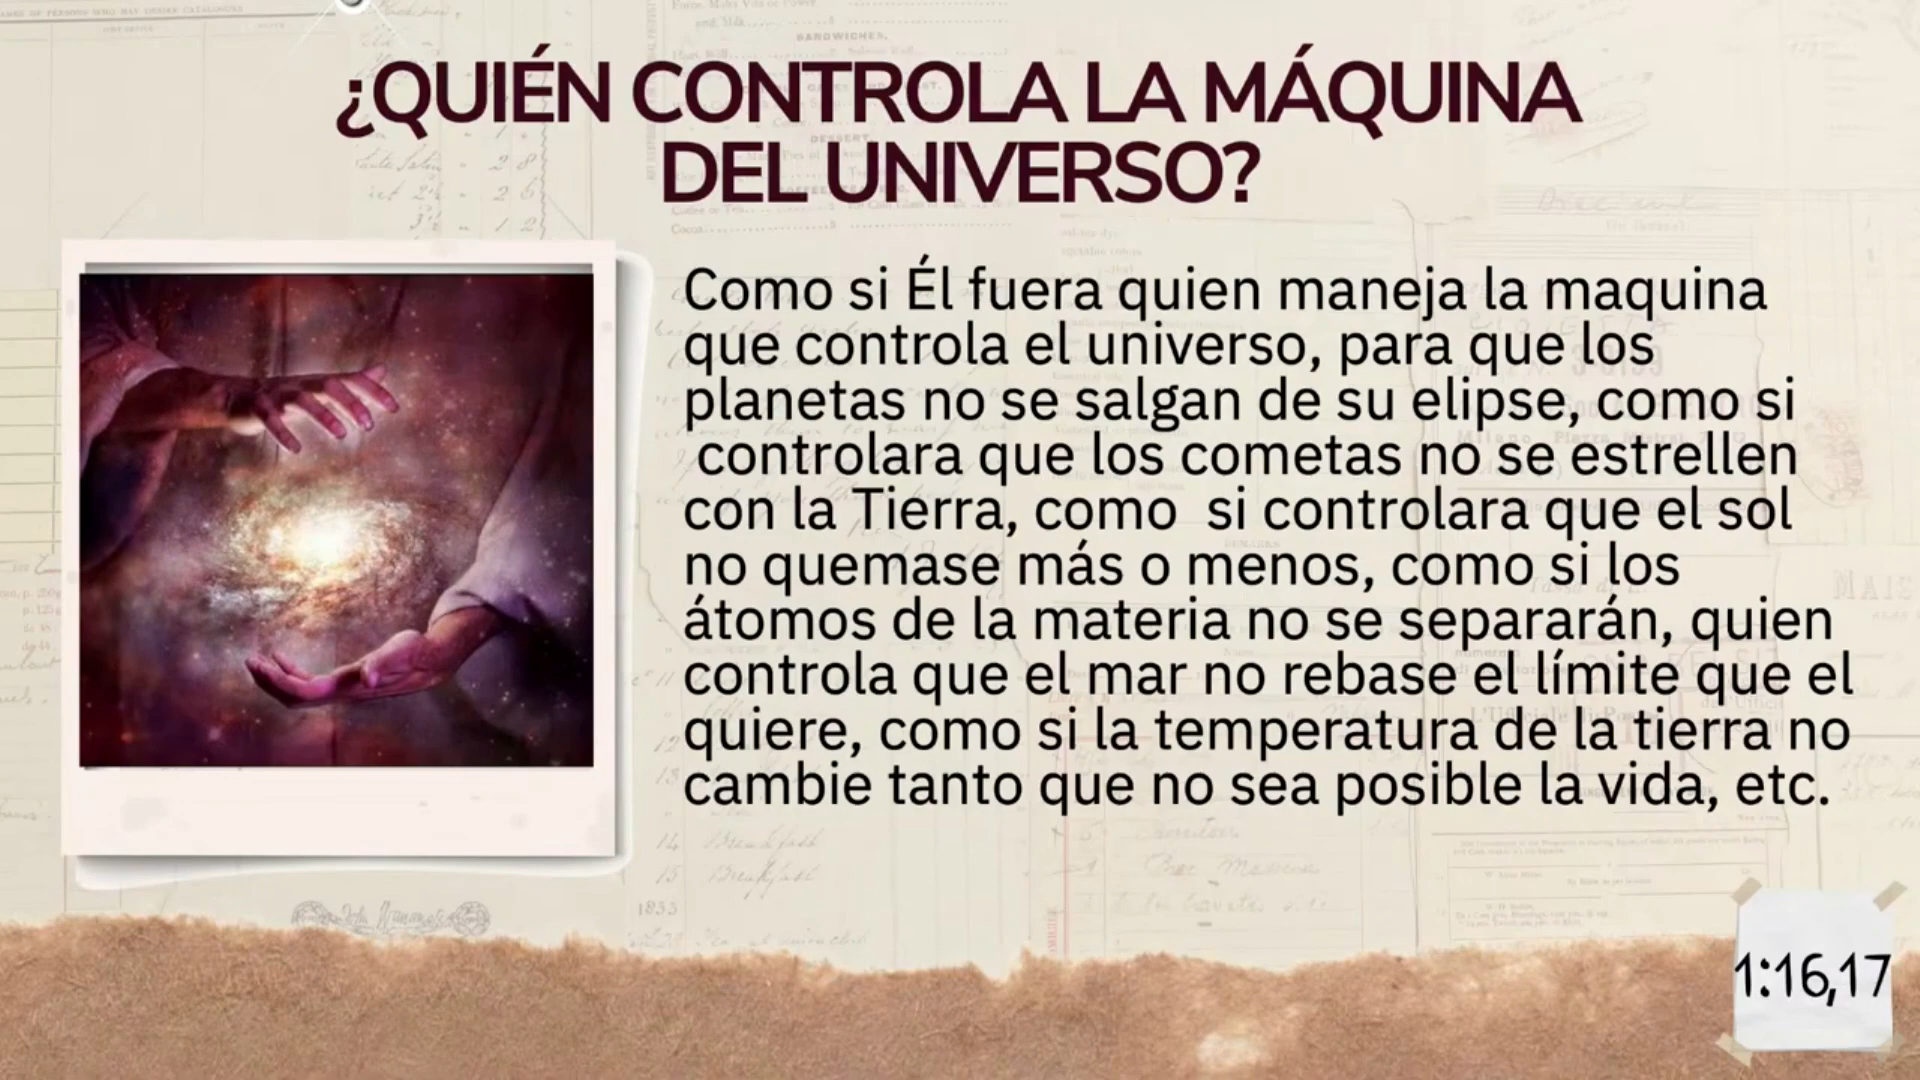 ¿QUIÉN CONTROLA LA MÁQUINA
DEL UNIVERSO?
Como si Él fuera quien maneja la maquina
que controla el universo, para que los
planetas no se salgan de su elipse, como si
controlara que los cometas no se estrellen
con la Tierra, como si controlara que el sol
no quemase más o menos, como si los
átomos de la materia no se separarán, quien
controla que el mar no rebase el límite que el
quiere, como si la temperatura de la tierra no
cambie tanto que no sea posible la vida, etc.
1:16,17